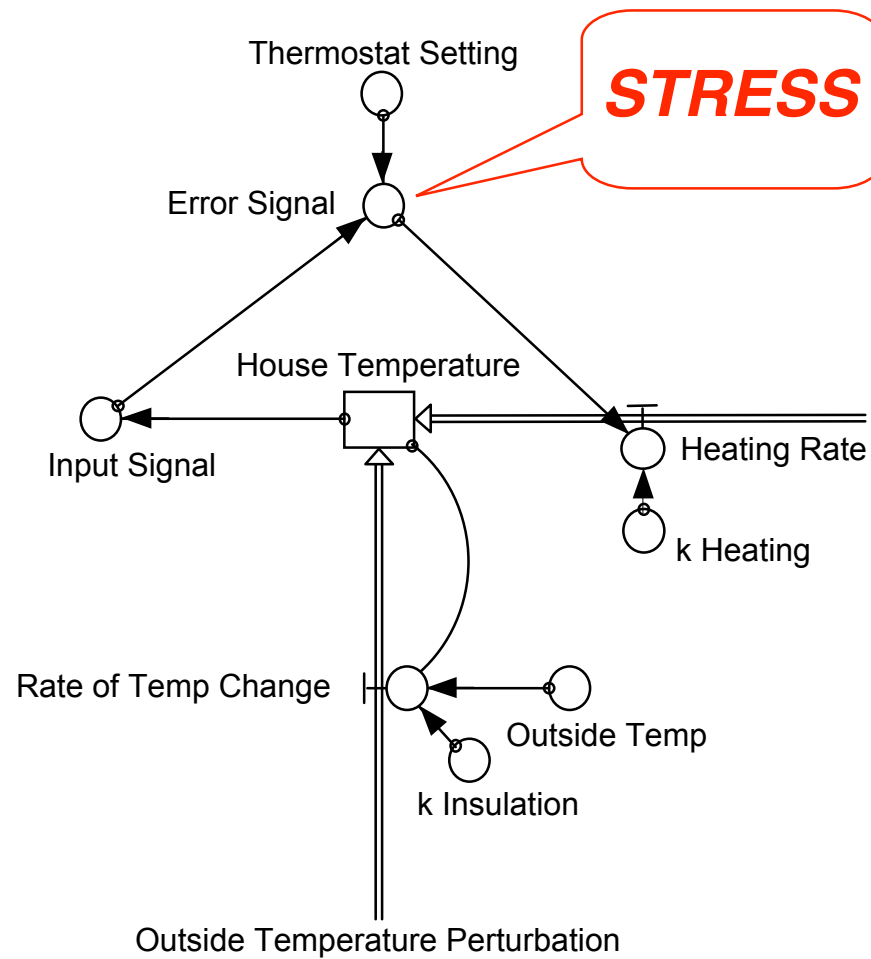 Thermostat Setting
STRESS
Error Signal
House Temperature
Input Signal
Heating Rate
k Heating
Rate of Temp Change
Outside Temp
k Insulation
Outside Temperature Perturbation